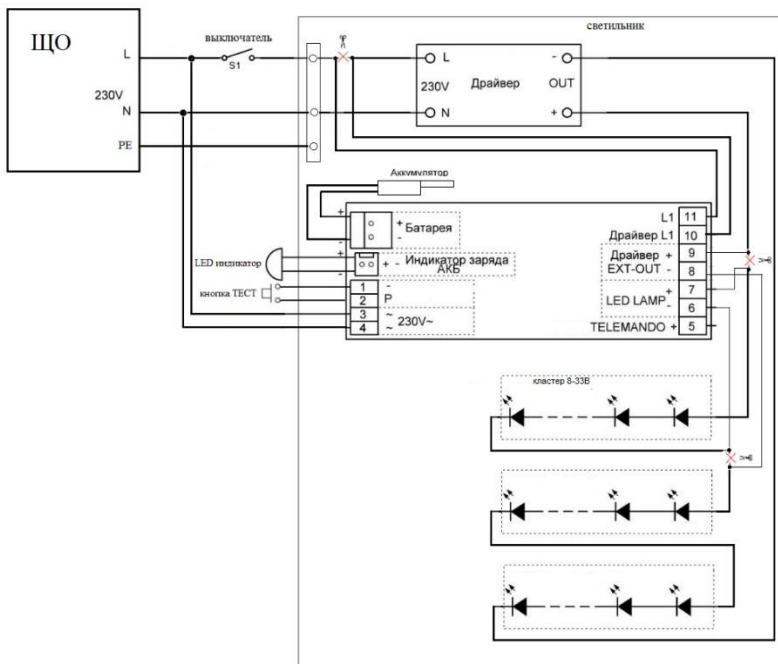 светильник
ЩО
выключатель
L
S1
230V
N
PE
L
-
230V
Драйвер
OUT
N
+
Аккумулятор
+
-
+
-
Батарея
LED индикатор
+
-
+ -
Индикатор заряда
АКБ
кнопка ТЕСТ
1
-
2
P
3
~
230V~
4
~
L1
11
Драйвер L1
10
Драйвер +
9
EXT-OUT -
8
+
7
LED LAMP
-
6
TELEMANDO +
5
кластер 8-33В